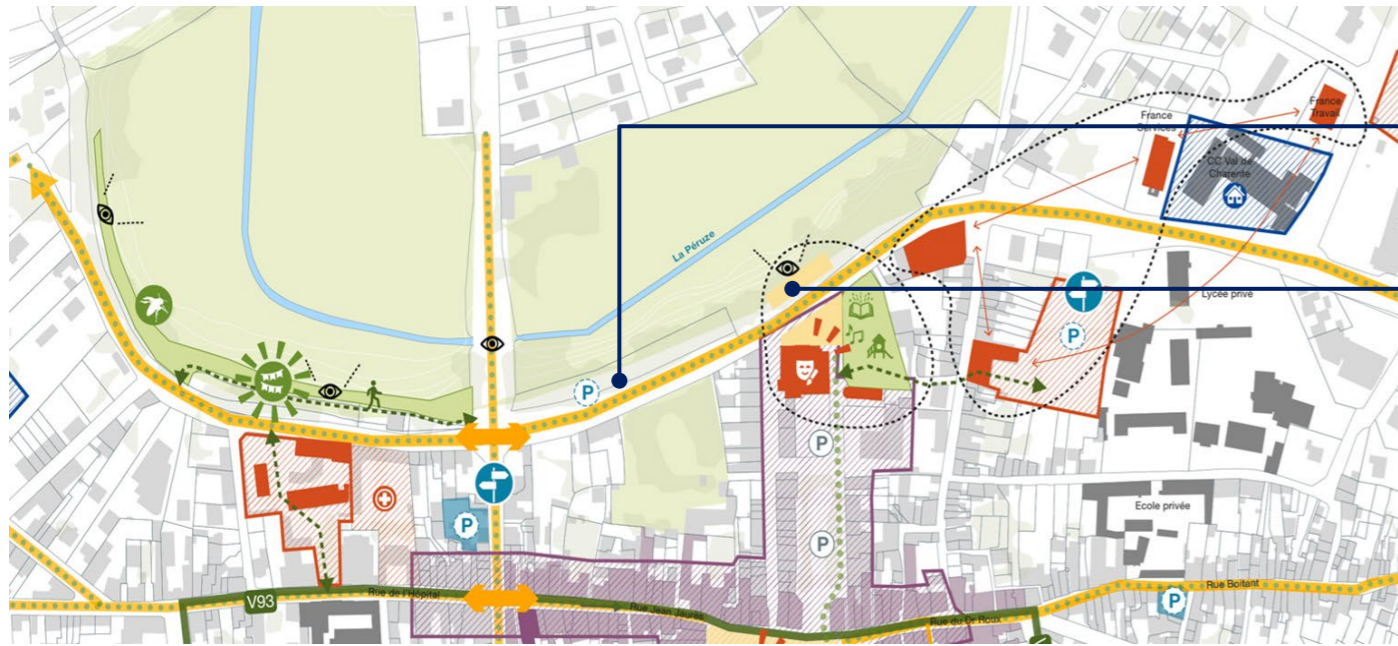 France
Travail
France
Services
CC Val de
Charente
La Péruze
Lycée privé
P
P
P
P
Ecole privée
P
P
Rue Boitant
P
Rue de l'Hôpital
V93
Rue Jean Jaurès
Rue du Dr Roux